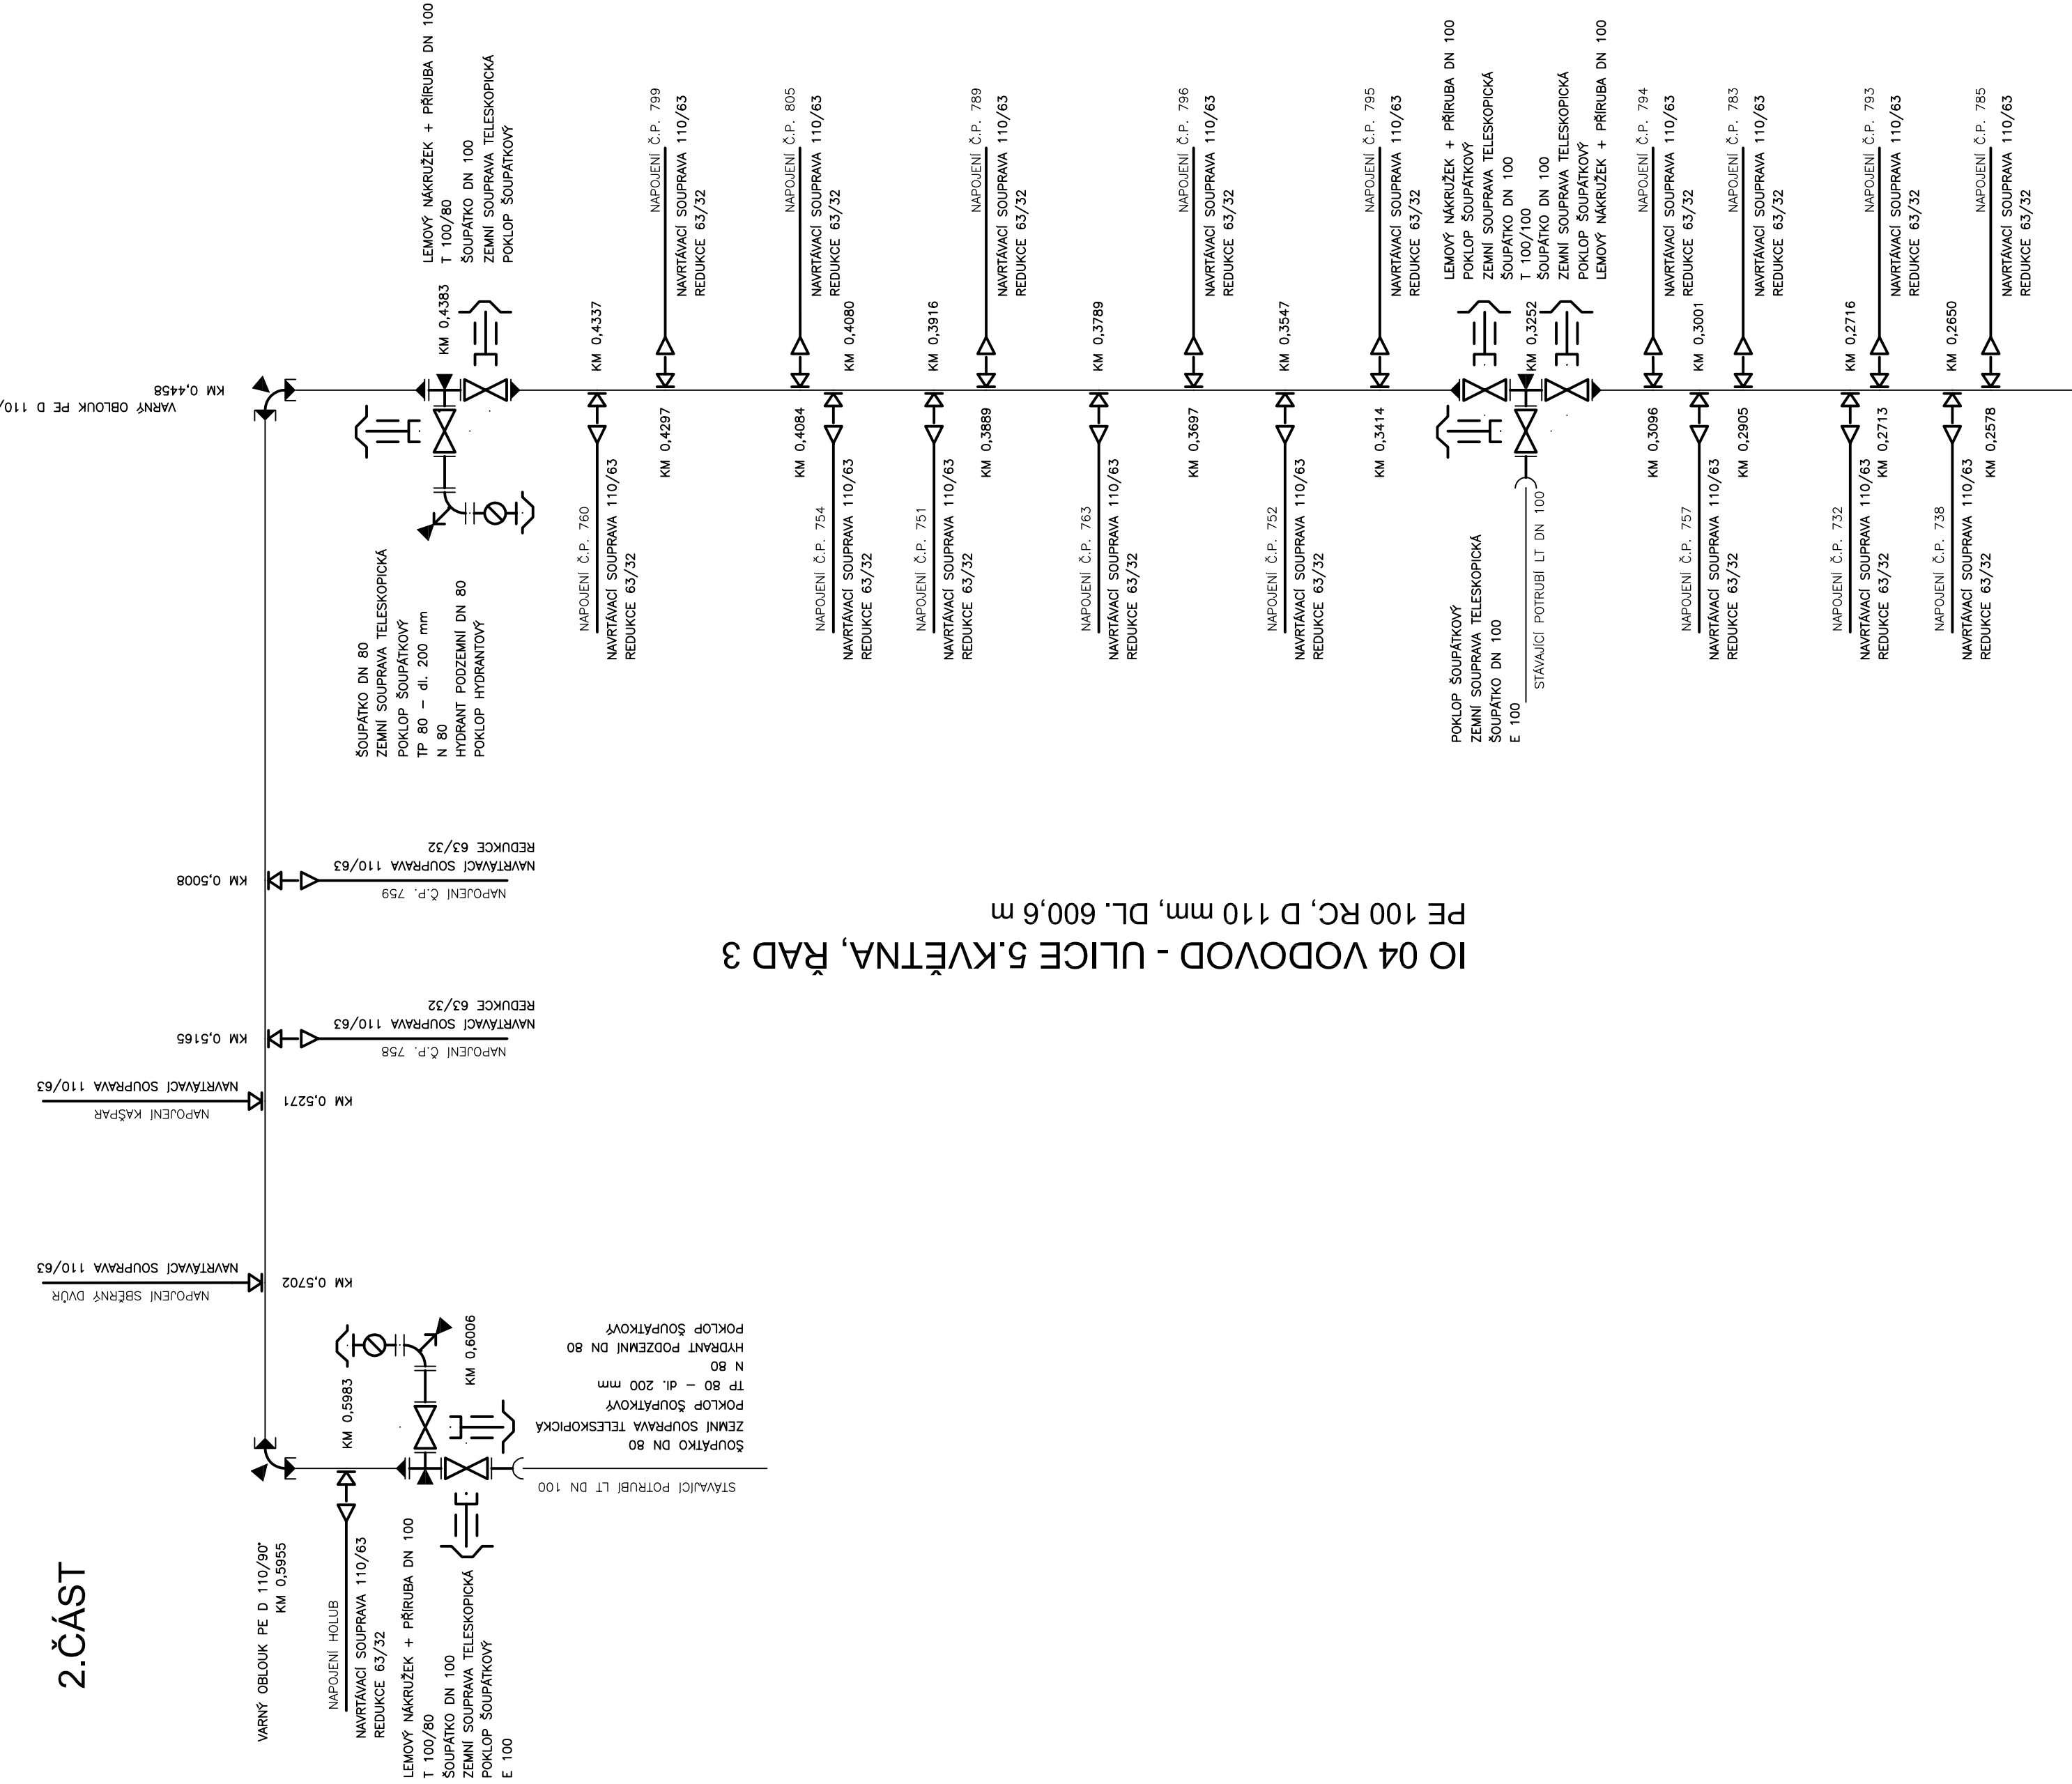 LEMOVÝ NÁKRUŽEK + PŘÍRUBA DN 100
T 100/80
ŠOUPÁTKO DN 100
ZEMNÍ SOUPRAVA TELESKOPICKÁ
POKLOP ŠOUPÁTKOVÝ
KM 0,4383
KM 0,4458
VARNÝ OBLOUK PE D 110/
ŠOUPÁTKO DN 80
ZEMNÍ SOUPRAVA TELESKOPICKÁ
POKLOP ŠOUPÁTKOVÝ
TP 80 – dl. 200 mm
N 80
HYDRANT PODZEMNÍ DN 80
POKLOP HYDRANTOVÝ
KM 0,4337
NAPOJENÍ Č.P. 760
NAVRTÁVACÍ SOUPRAVA 110/63
REDUKCE 63/32
NAPOJENÍ Č.P. 799
NAVRTÁVACÍ SOUPRAVA 110/63
REDUKCE 63/32
KM 0,4297
NAPOJENÍ Č.P. 805
NAVRTÁVACÍ SOUPRAVA 110/63
REDUKCE 63/32
KM 0,4084
KM 0,4080
NAPOJENÍ Č.P. 754
NAVRTÁVACÍ SOUPRAVA 110/63
REDUKCE 63/32
KM 0,3916
NAPOJENÍ Č.P. 751
NAVRTÁVACÍ SOUPRAVA 110/63
REDUKCE 63/32
NAPOJENÍ Č.P. 789
NAVRTÁVACÍ SOUPRAVA 110/63
REDUKCE 63/32
KM 0,3889
KM 0,3789
NAPOJENÍ Č.P. 763
NAVRTÁVACÍ SOUPRAVA 110/63
REDUKCE 63/32
NAPOJENÍ Č.P. 796
NAVRTÁVACÍ SOUPRAVA 110/63
REDUKCE 63/32
KM 0,3697
KM 0,3547
NAPOJENÍ Č.P. 752
NAVRTÁVACÍ SOUPRAVA 110/63
REDUKCE 63/32
NAPOJENÍ Č.P. 795
NAVRTÁVACÍ SOUPRAVA 110/63
REDUKCE 63/32
KM 0,3414
LEMOVÝ NÁKRUŽEK + PŘÍRUBA DN 100
POKLOP ŠOUPÁTKOVÝ
ZEMNÍ SOUPRAVA TELESKOPICKÁ
ŠOUPÁTKO DN 100
T 100/100
ŠOUPÁTKO DN 100
ZEMNÍ SOUPRAVA TELESKOPICKÁ
POKLOP ŠOUPÁTKOVÝ
LEMOVÝ NÁKRUŽEK + PŘÍRUBA DN 100
KM 0,3252
POKLOP ŠOUPÁTKOVÝ
ZEMNÍ SOUPRAVA TELESKOPICKÁ
ŠOUPÁTKO DN 100
E 100
STÁVAJÍCÍ POTRUBÍ LT DN 100
NAPOJENÍ Č.P. 794
NAVRTÁVACÍ SOUPRAVA 110/63
REDUKCE 63/32
KM 0,3096
KM 0,3001
NAPOJENÍ Č.P. 757
NAVRTÁVACÍ SOUPRAVA 110/63
REDUKCE 63/32
NAPOJENÍ Č.P. 783
NAVRTÁVACÍ SOUPRAVA 110/63
REDUKCE 63/32
KM 0,2905
KM 0,2716
NAPOJENÍ Č.P. 732
NAVRTÁVACÍ SOUPRAVA 110/63
REDUKCE 63/32
NAPOJENÍ Č.P. 793
NAVRTÁVACÍ SOUPRAVA 110/63
REDUKCE 63/32
KM 0,2713
KM 0,2650
NAPOJENÍ Č.P. 738
NAVRTÁVACÍ SOUPRAVA 110/63
REDUKCE 63/32
NAPOJENÍ Č.P. 785
NAVRTÁVACÍ SOUPRAVA 110/63
REDUKCE 63/32
KM 0,2578
KM 0,5008
NAPOJENÍ Č.P. 759
NAVRTÁVACÍ SOUPRAVA 110/63
REDUKCE 63/32
IO 04 VODOVOD - ULICE 5.KVĚTNA, ŘAD 3
PE 100 RC, D 110 mm, DL. 600,6 m
KM 0,5165
NAPOJENÍ Č.P. 758
NAVRTÁVACÍ SOUPRAVA 110/63
REDUKCE 63/32
NAPOJENÍ KAŠPAR
NAVRTÁVACÍ SOUPRAVA 110/63
KM 0,5271
NAPOJENÍ SBĚRNÝ DVŮR
NAVRTÁVACÍ SOUPRAVA 110/63
KM 0,5702
KM 0,5983
KM 0,6006
ŠOUPÁTKO DN 80
ZEMNÍ SOUPRAVA TELESKOPICKÁ
POKLOP ŠOUPÁTKOVÝ
TP 80 – dl. 200 mm
N 80
HYDRANT PODZEMNÍ DN 80
POKLOP ŠOUPÁTKOVÝ
STÁVAJÍCÍ POTRUBÍ LT DN 100
2.ČÁST
VARNÝ OBLOUK PE D 110/90°
KM 0,5955
NAPOJENÍ HOLUB
NAVRTÁVACÍ SOUPRAVA 110/63
REDUKCE 63/32
LEMOVÝ NÁKRUŽEK + PŘÍRUBA DN 100
T 100/80
ŠOUPÁTKO DN 100
ZEMNÍ SOUPRAVA TELESKOPICKÁ
POKLOP ŠOUPÁTKOVÝ
E 100